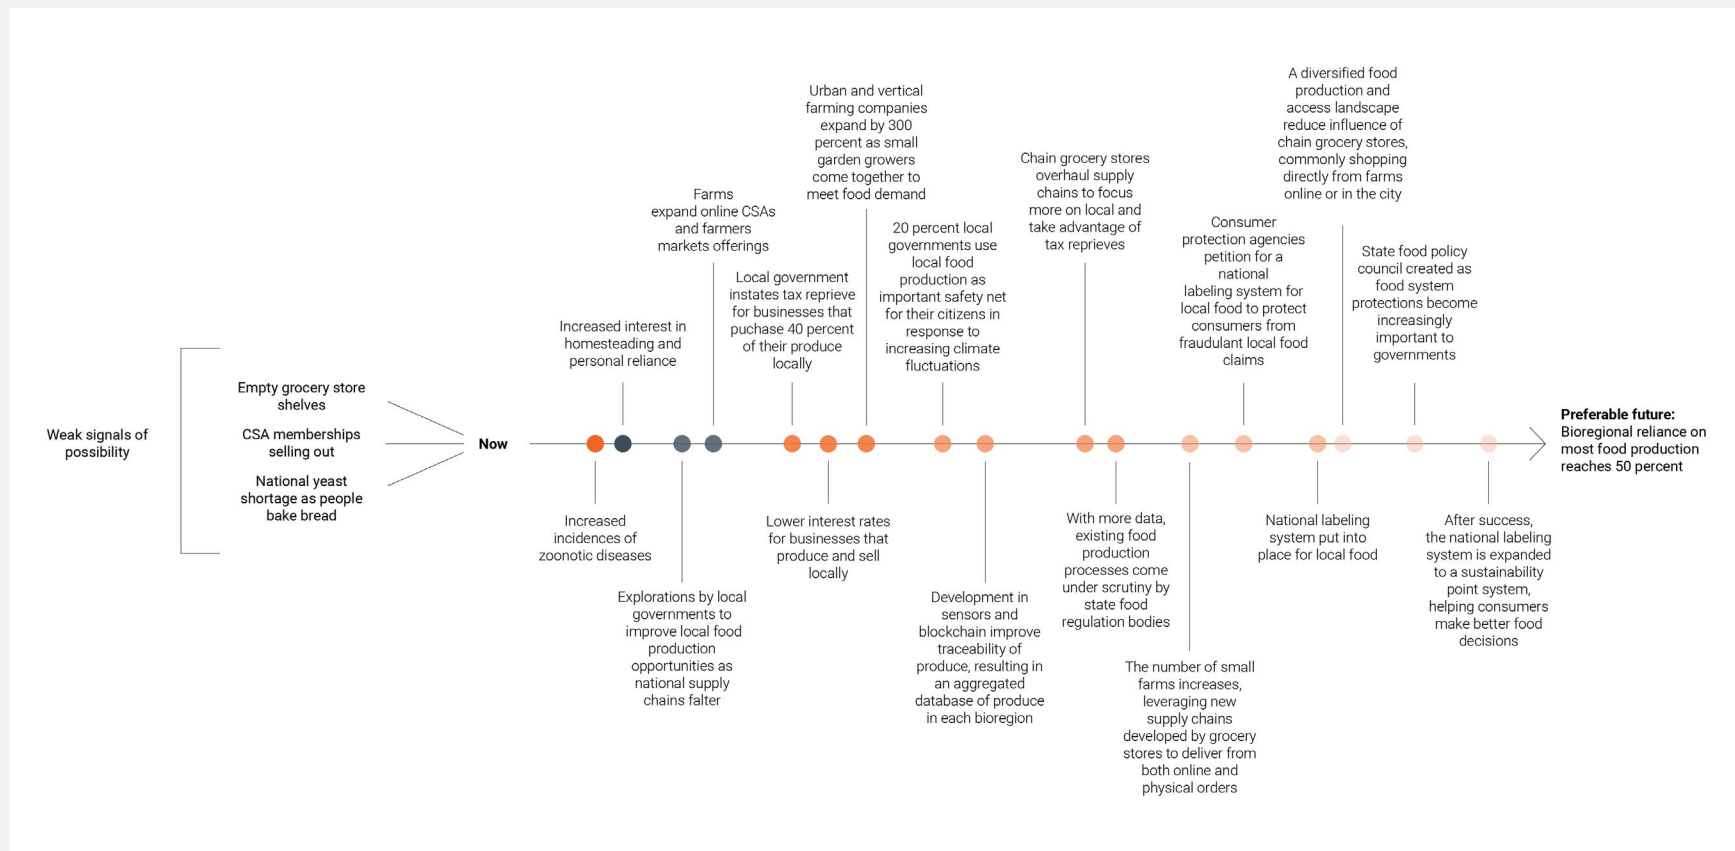 Weak signals of
possibility
Empty grocery store
shelves
CSA memberships
selling out
National yeast
shortage as people
bake bread
Now
Increased
incidences of
zoonotic diseases
Increased interest in
homesteading and
personal reliance
Explorations by local
governments to
improve local food
production
opportunities as
national supply
chains falter
Farms
expand online CSAs
and farmers
markets offerings
Local government
instates tax reprieve
for businesses that
puchase 40 percent
of their produce
locally
Lower interest rates
for businesses that
produce and sell
locally
Urban and vertical
farming companies
expand by 300
percent as small
garden growers
come together to
meet food demand
20 percent local
governments use
local food
production as
important safety net
for their citizens in
response to
increasing climate
fluctuations
Development in
sensors and
blockchain improve
traceability of
produce, resulting in
an aggregated
database of produce
in each bioregion
Chain grocery stores
overhaul supply
chains to focus
more on local and
take advantage of
tax reprieves
With more data,
existing food
production
processes come
under scrutiny by
state food
regulation bodies
The number of small
farms increases,
leveraging new
supply chains
developed by grocery
stores to deliver from
both online and
physical orders
Consumer
protection agencies
petition for a
national
labeling system for
local food to protect
consumers from
fraudulant local food
claims
National labeling
system put into
place for local food
A diversified food
production and
access landscape
reduce influence of
chain grocery stores,
commonly shopping
directly from farms
online or in the city
State food policy
council created as
food system
protections become
increasingly
important to
governments
After success,
the national labeling
system is expanded
to a sustainability
point system,
helping consumers
make better food
decisions
Preferable future:
Bioregional reliance on
most food production
reaches 50 percent